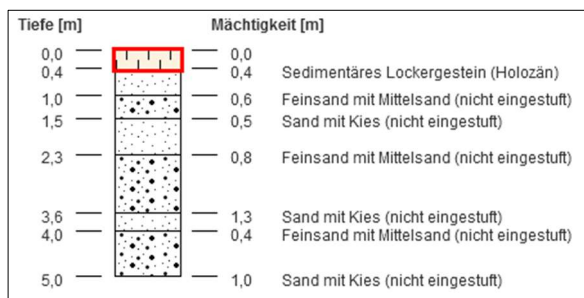 Tiefe [m] Mächtigkeit [m]
0,0 0,0
0,4 0,4 Sedimentäres Lockergestein (Holozän)
1,0 0,6 Feinsand mit Mittelsand (nicht eingestuft)
1,5 0,5 Sand mit Kies (nicht eingestuft)
2,3 0,8 Feinsand mit Mittelsand (nicht eingestuft)
3,6 1,3 Sand mit Kies (nicht eingestuft)
4,0 0,4 Feinsand mit Mittelsand (nicht eingestuft)
5,0 1,0 Sand mit Kies (nicht eingestuft)